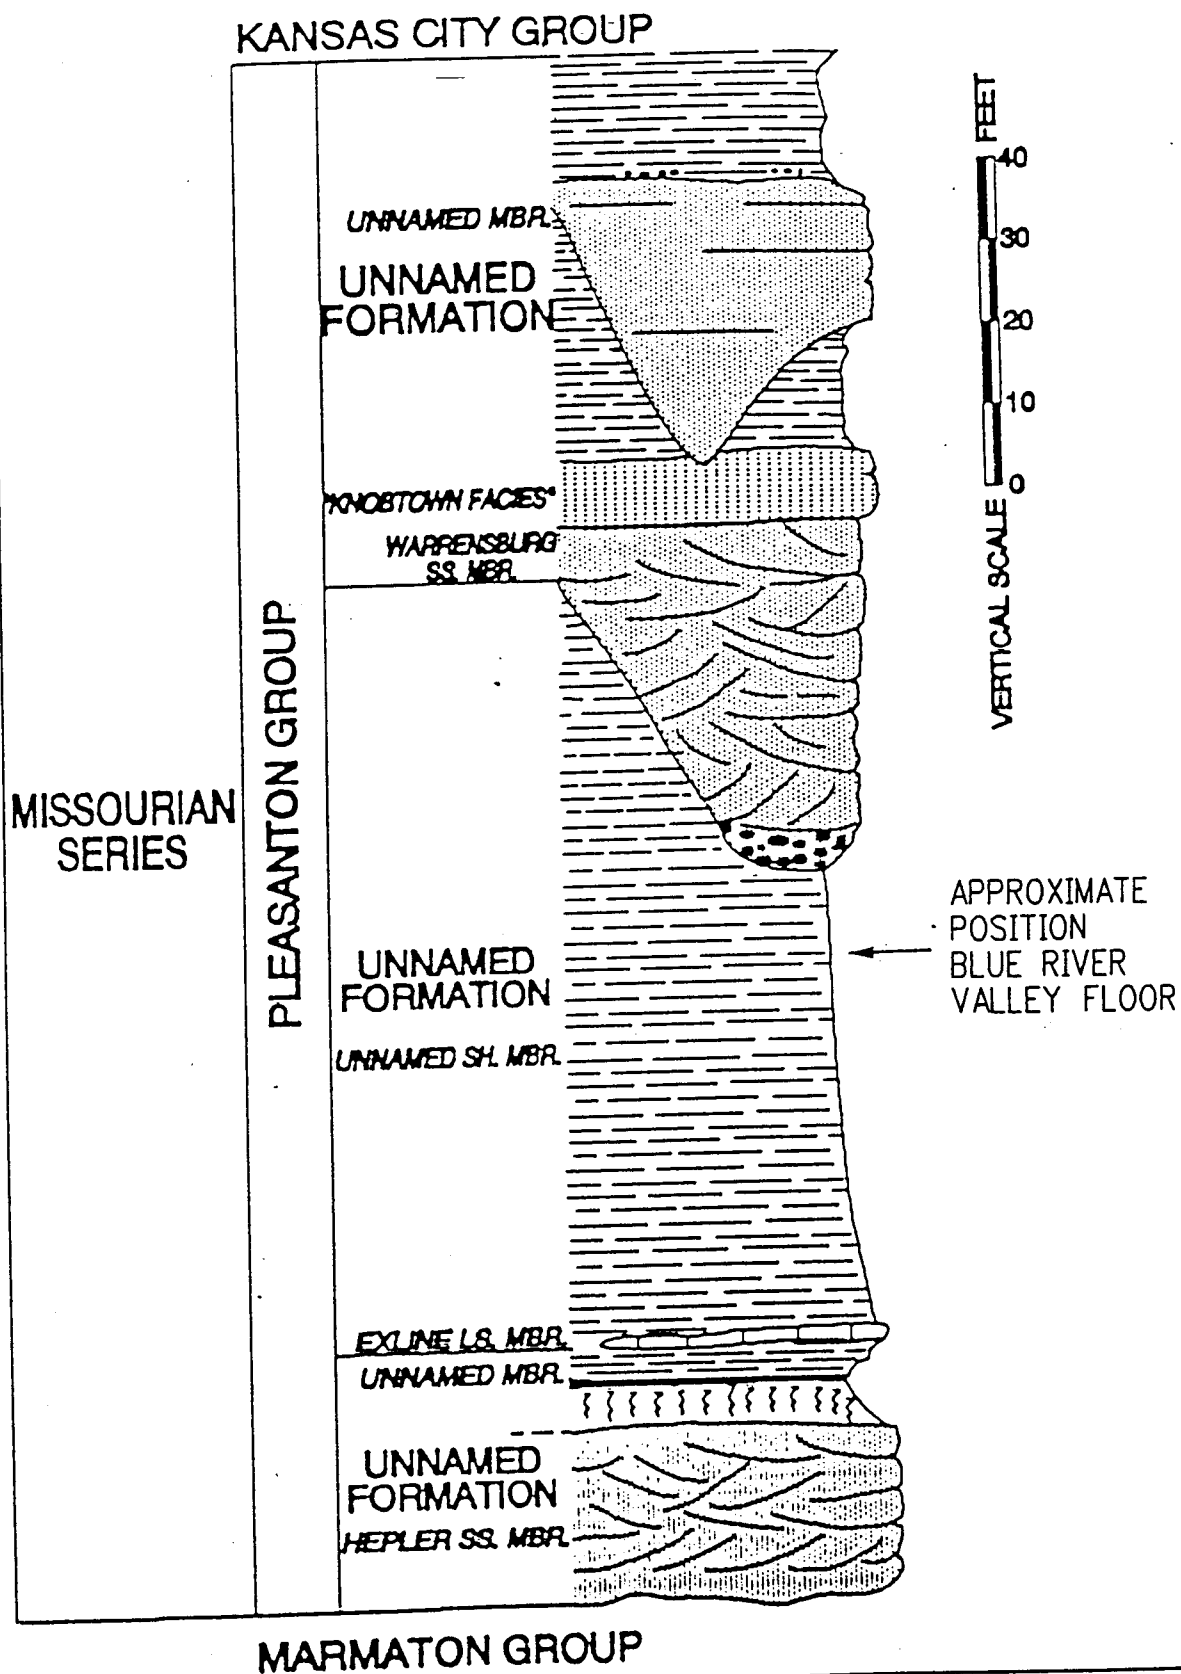 KANSAS CITY GROUP
FEET
40
30
20
10
0
VERTICAL SCALE
UNNAMED MBR.
UNNAMED
FORMATION
"KNOBTOWN FACIES"
WARRENSBURG
SS. MBR.
PLEASANTON GROUP
MISSOURIAN
SERIES
APPROXIMATE
POSITION
BLUE RIVER
VALLEY FLOOR
UNNAMED
FORMATION
UNNAMED SH. MBR.
EXLINE LS. MBR.
UNNAMED MBR.
UNNAMED
FORMATION
HEPLER SS. MBR.
MARMATON GROUP